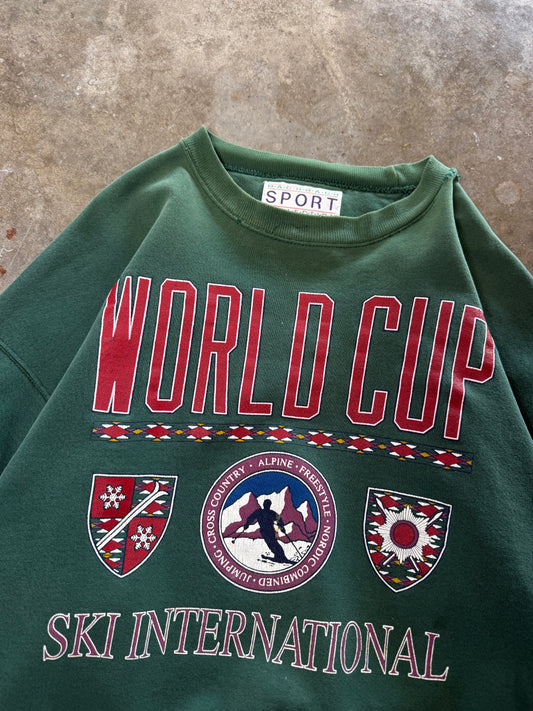 SPORT
WORLD CUP
CROSS COUNTRY · ALPINE · FREESTYLE · NORDIC COMBINED · JUMPING ·
SKI INTERNATIONAL